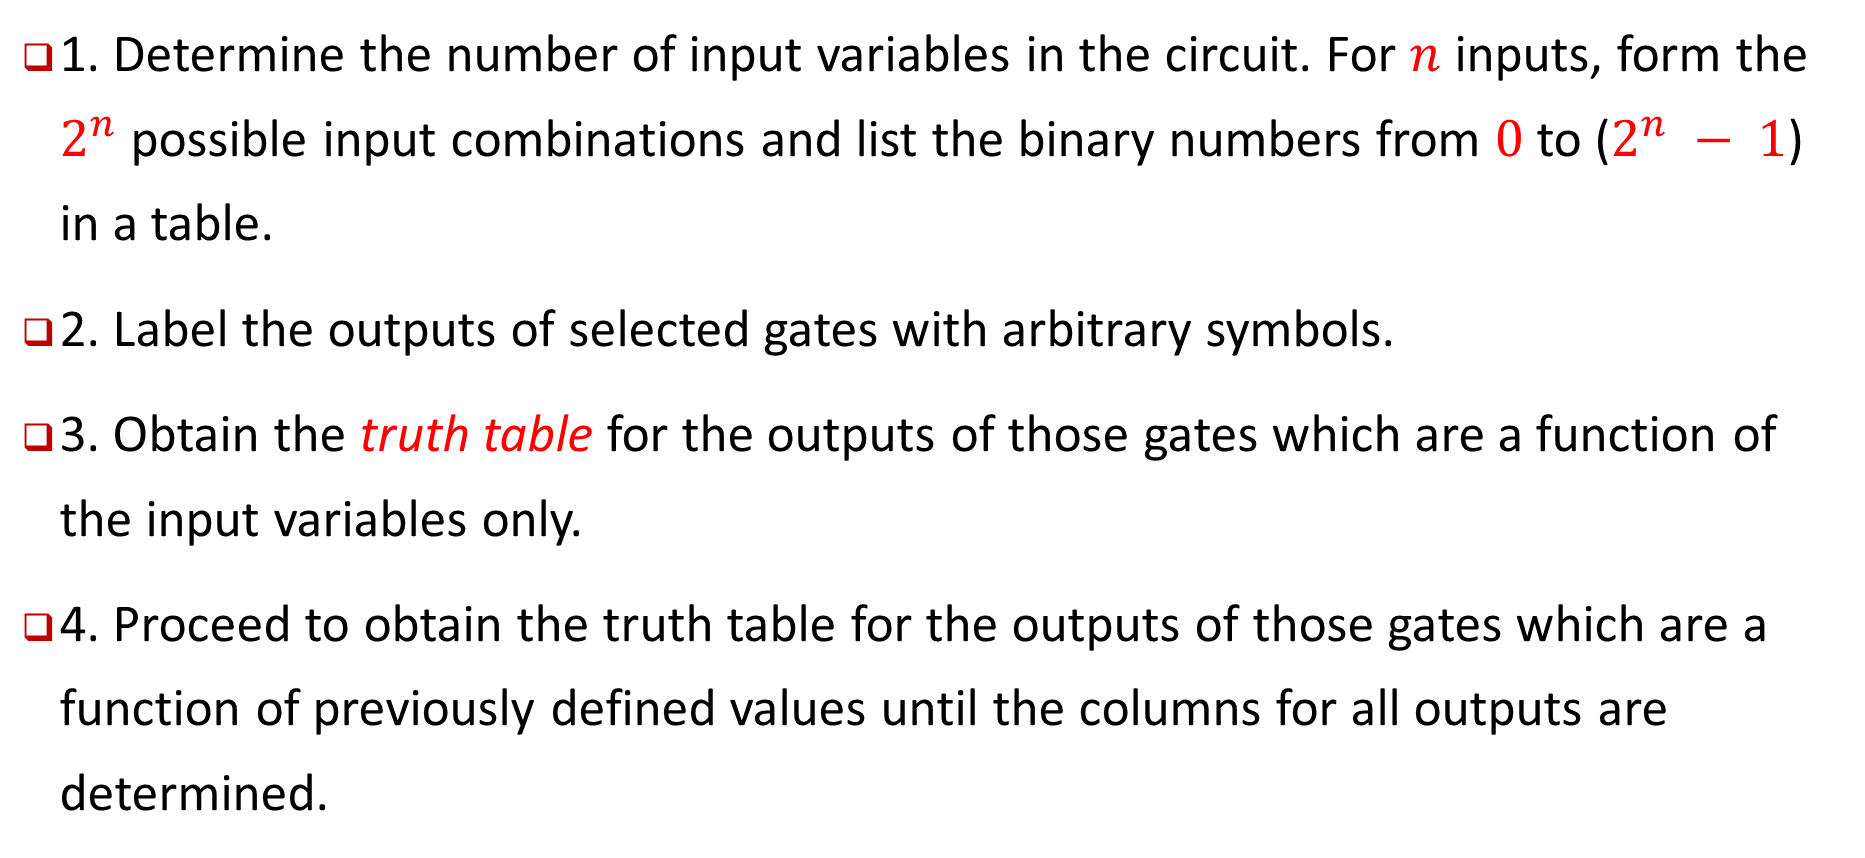 ❑1. Determine the number of input variables in the circuit. For n inputs, form the
2ⁿ possible input combinations and list the binary numbers from 0 to (2ⁿ − 1)
in a table.
❑2. Label the outputs of selected gates with arbitrary symbols.
❑3. Obtain the truth table for the outputs of those gates which are a function of
the input variables only.
❑4. Proceed to obtain the truth table for the outputs of those gates which are a
function of previously defined values until the columns for all outputs are
determined.